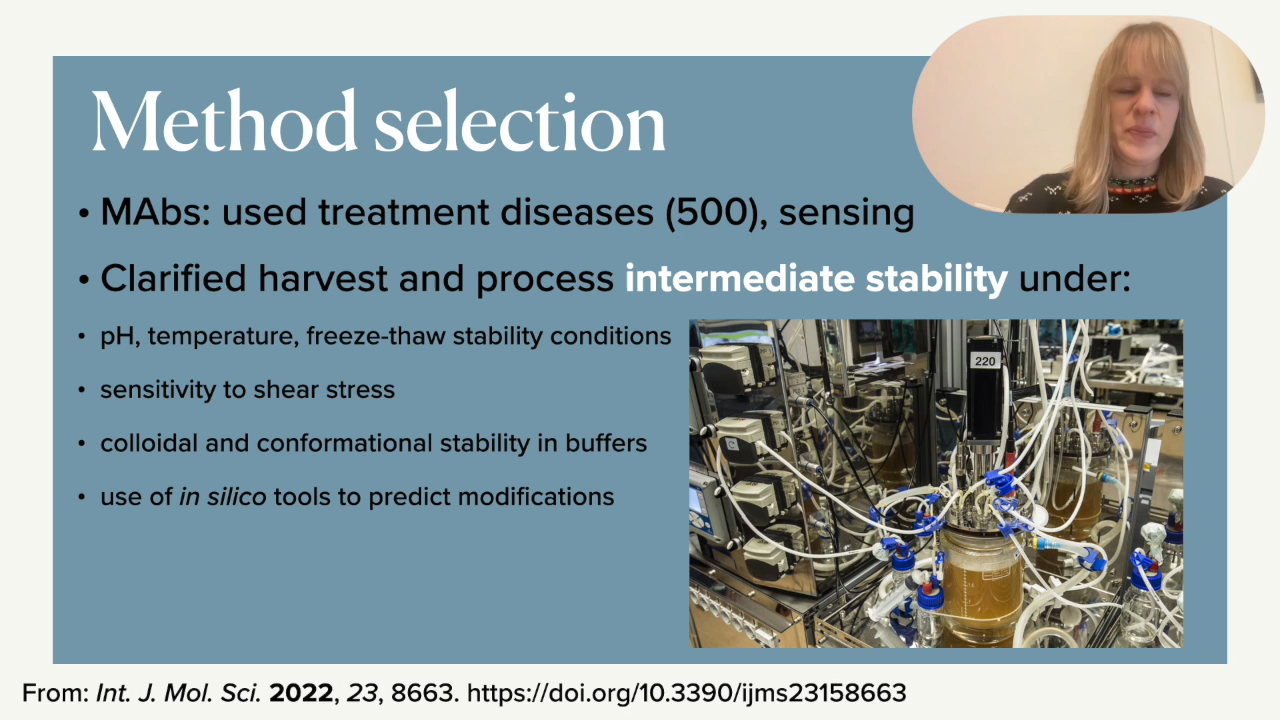 Method selection
• MAbs: used treatment diseases (500), sensing
• Clarified harvest and process intermediate stability under:
• pH, temperature, freeze-thaw stability conditions
• sensitivity to shear stress
• colloidal and conformational stability in buffers
• use of in silico tools to predict modifications
220
From: Int. J. Mol. Sci. 2022, 23, 8663. https://doi.org/10.3390/ijms23158663